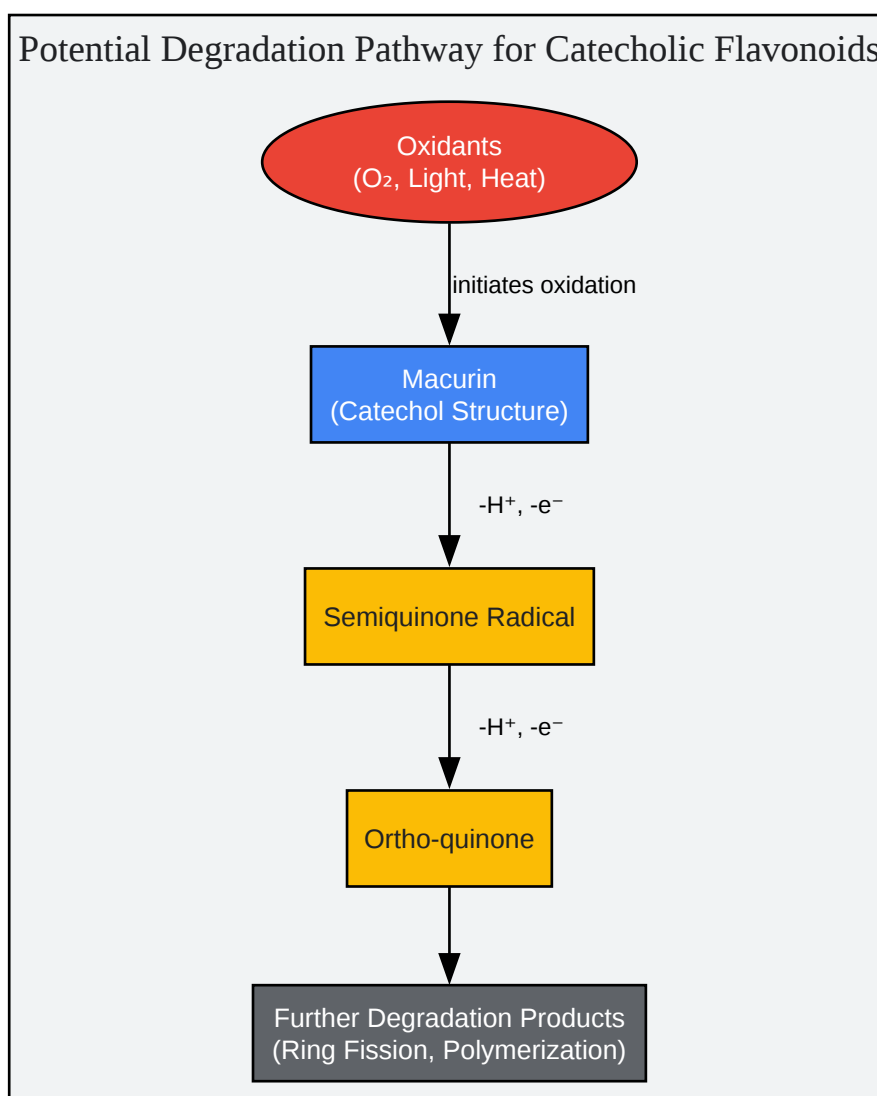 Potential Degradation Pathway for Catecholic Flavonoids
Oxidants
(O₂, Light, Heat)
initiates oxidation
Macurin
(Catechol Structure)
-H⁺, -e⁻
Semiquinone Radical
-H⁺, -e⁻
Ortho-quinone
Further Degradation Products
(Ring Fission, Polymerization)